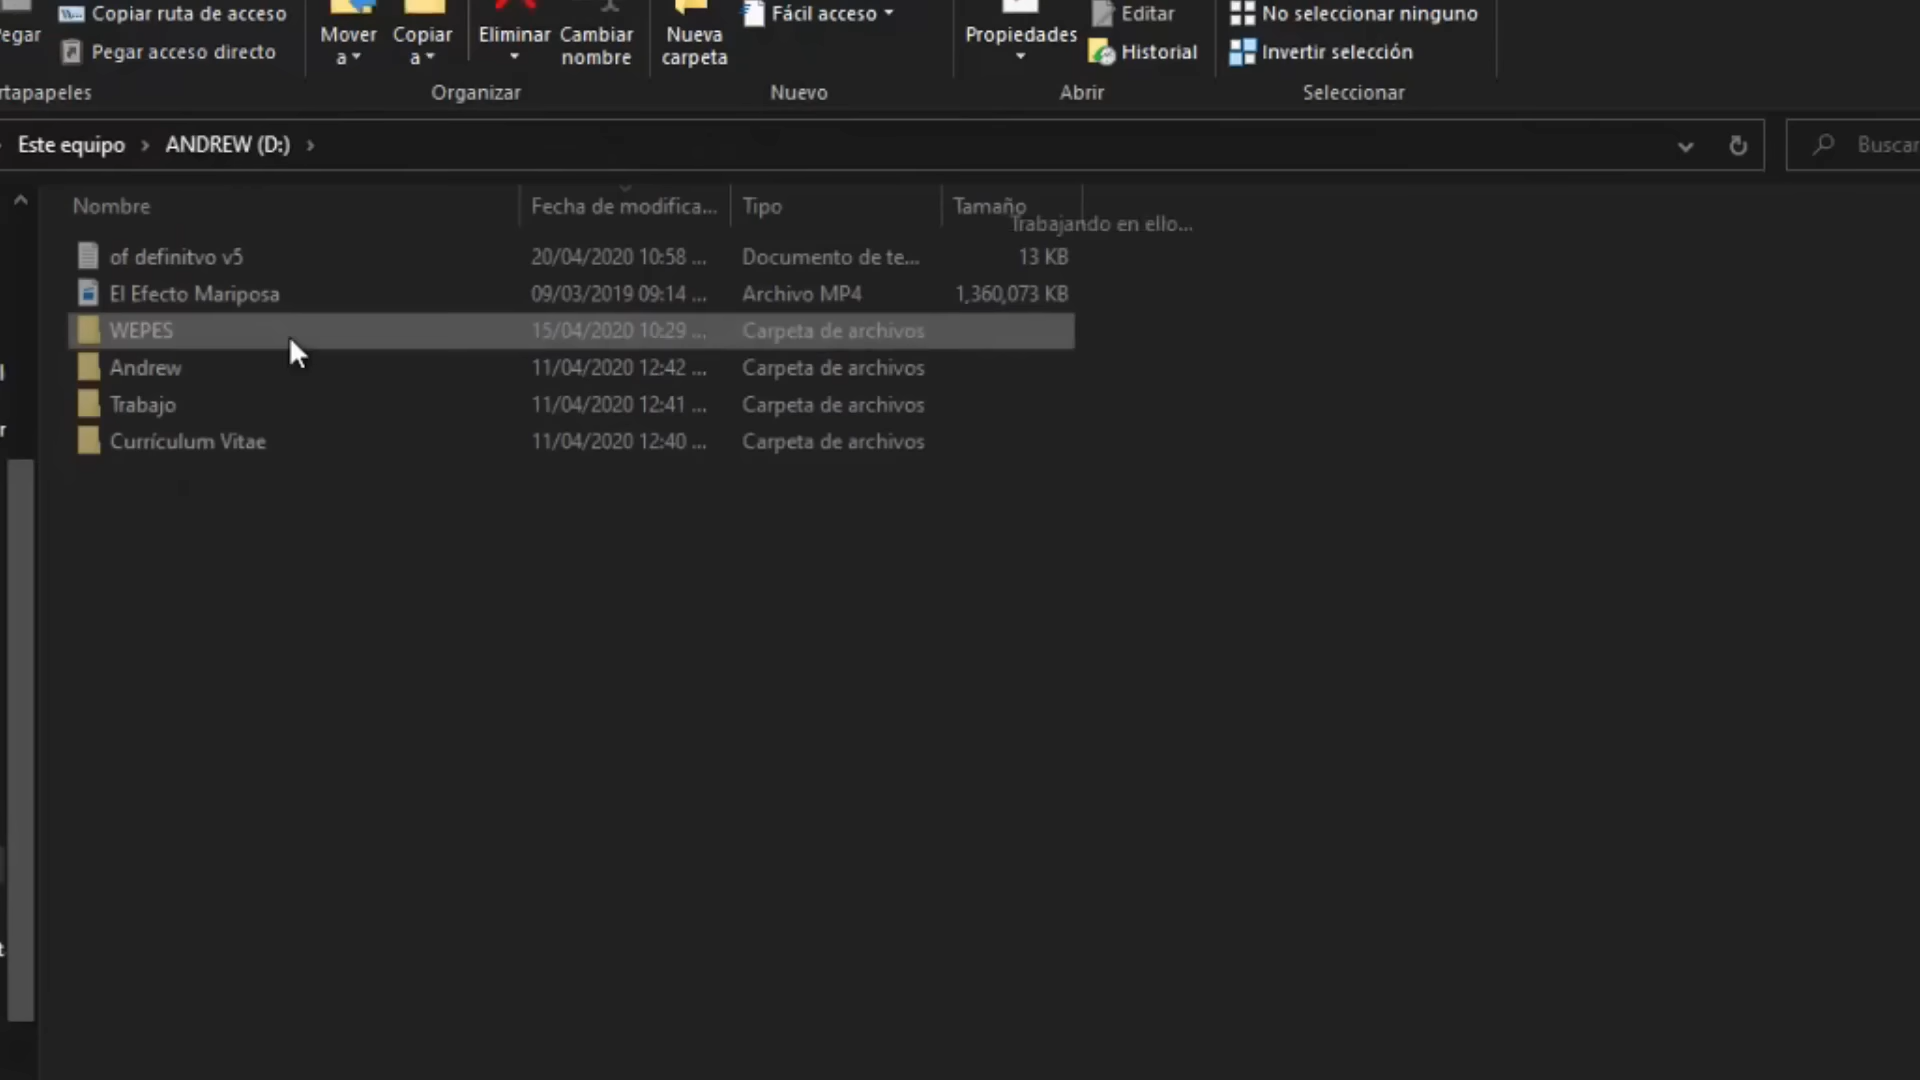 Copiar ruta de acceso
Pegar acceso directo
Mover a
Copiar a
Eliminar
Cambiar nombre
Nueva carpeta
Fácil acceso
Propiedades
Editar
Historial
No seleccionar ninguno
Invertir selección
Organizar
Nuevo
Abrir
Seleccionar
Este equipo › ANDREW (D:) ›
Buscar
Nombre Fecha de modifica... Tipo Tamaño
Trabajando en ello...
of definitvo v5 20/04/2020 10:58 ... Documento de te... 13 KB
El Efecto Mariposa 09/03/2019 09:14 ... Archivo MP4 1,360,073 KB
WEPES 15/04/2020 10:29 ... Carpeta de archivos
Andrew 11/04/2020 12:42 ... Carpeta de archivos
Trabajo 11/04/2020 12:41 ... Carpeta de archivos
Currículum Vitae 11/04/2020 12:40 ... Carpeta de archivos